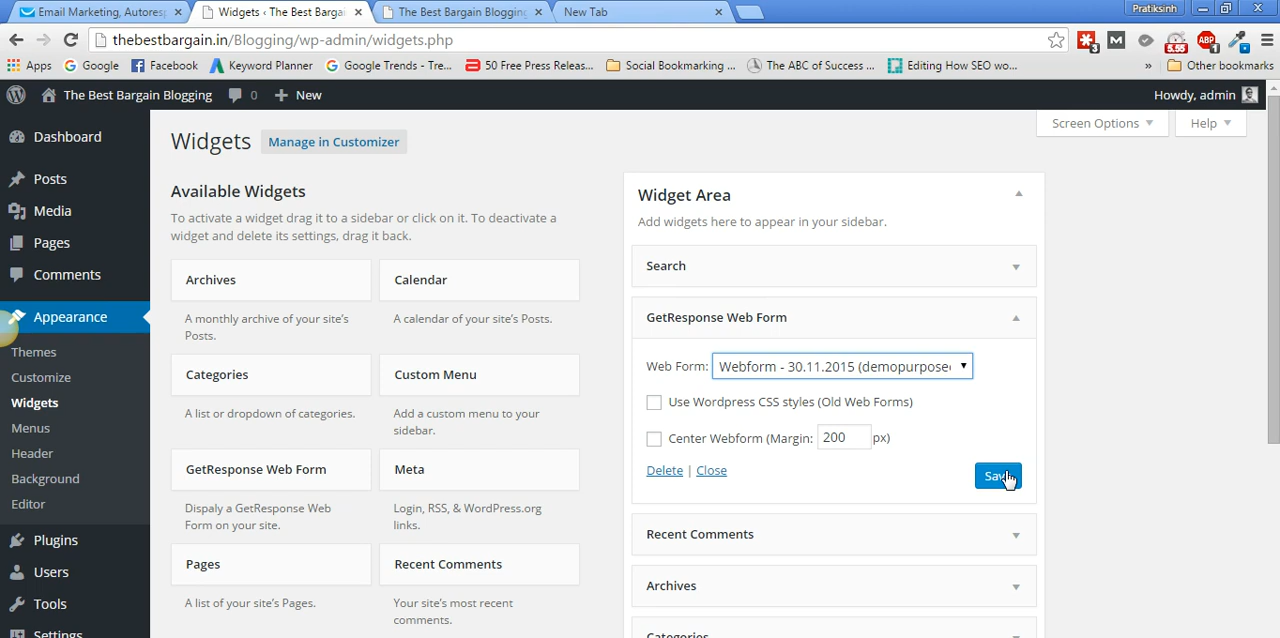 Email Marketing, Autores
Widgets ‹ The Best Barga
The Best Bargain Blogging
New Tab
Pratiksinh
thebestbargain.in/Blogging/wp-admin/widgets.php
3
M
5.55
ABP
1
Apps
Google
Facebook
Keyword Planner
Google Trends - Tre...
50 Free Press Releas...
Social Bookmarking ...
The ABC of Success ...
Editing How SEO wo...
»
Other bookmarks
The Best Bargain Blogging
0
New
Howdy, admin
Dashboard
Posts
Media
Pages
Comments
Appearance
Themes
Customize
Widgets
Menus
Header
Background
Editor
Plugins
Users
Tools
Settings
Screen Options
Help
Widgets
Manage in Customizer
Available Widgets
To activate a widget drag it to a sidebar or click on it. To deactivate a
widget and delete its settings, drag it back.
Archives
A monthly archive of your site's
Posts.
Calendar
A calendar of your site's Posts.
Categories
A list or dropdown of categories.
Custom Menu
Add a custom menu to your
sidebar.
GetResponse Web Form
Dispaly a GetResponse Web
Form on your site.
Meta
Login, RSS, & WordPress.org
links.
Pages
A list of your site's Pages.
Recent Comments
Your site's most recent
comments.
Widget Area
Add widgets here to appear in your sidebar.
Search
GetResponse Web Form
Web Form: Webform - 30.11.2015 (demopurpose
Use Wordpress CSS styles (Old Web Forms)
Center Webform (Margin: 200 px)
Delete | Close
Save
Recent Comments
Archives
Categories